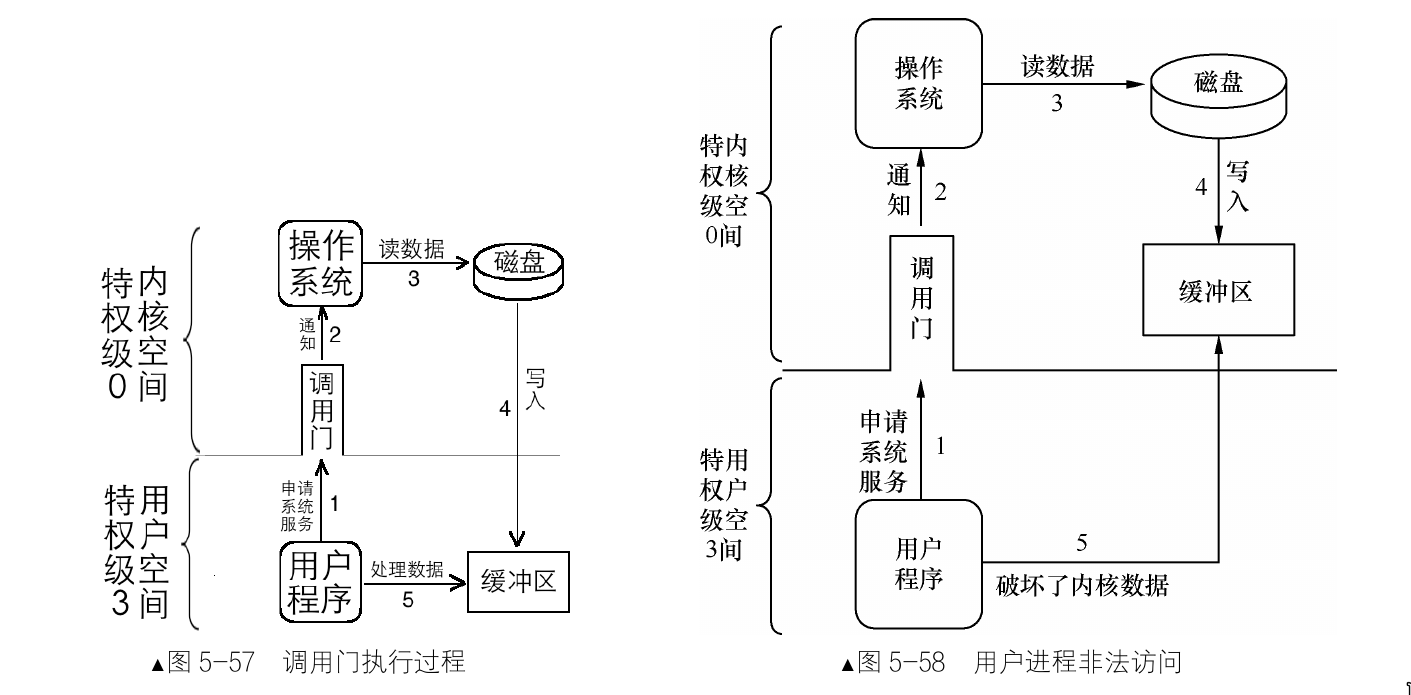 内核空间
特权级0
用户空间
特权级3
操作
系统
读数据
3
磁盘
通知
2
调用门
写入
4
申请
系统
服务
1
用户
程序
处理数据
5
缓冲区
▲图 5-57 调用门执行过程
内核空间
特权级0
用户空间
特权级3
操作
系统
读数据
3
磁盘
通知
2
4
写入
调用门
缓冲区
申请
系统
服务
1
用户
程序
5
破坏了内核数据
▲图 5-58 用户进程非法访问